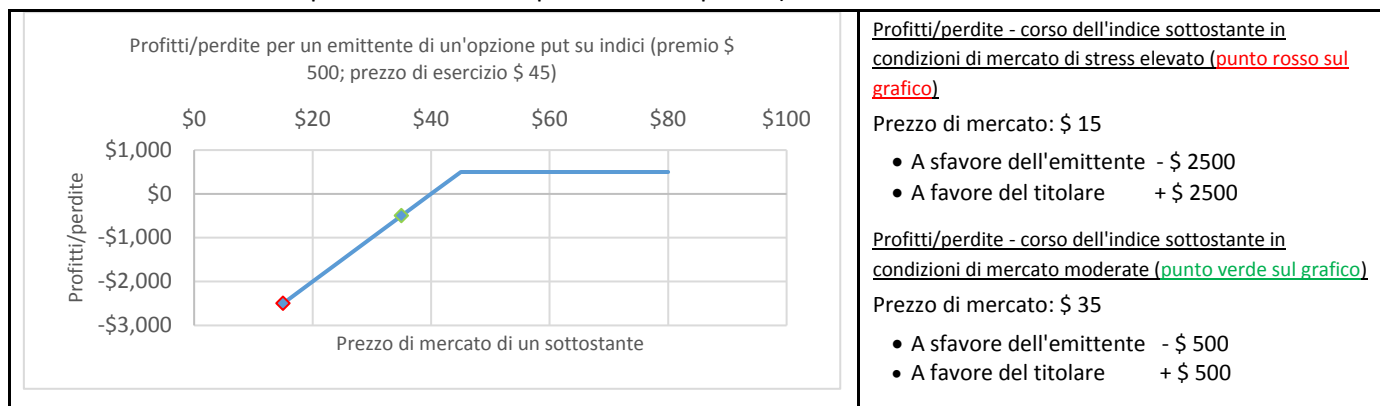 Profitti/perdite per un emittente di un'opzione put su indici (premio $
500; prezzo di esercizio $ 45)
$0 $20 $40 $60 $80 $100
$1,000
$0
-$1,000
-$2,000
-$3,000
Profitti/perdite
Prezzo di mercato di un sottostante
Profitti/perdite - corso dell'indice sottostante in
condizioni di mercato di stress elevato (punto rosso sul
grafico)
Prezzo di mercato: $ 15
• A sfavore dell'emittente - $ 2500
• A favore del titolare + $ 2500
Profitti/perdite - corso dell'indice sottostante in
condizioni di mercato moderate (punto verde sul grafico)
Prezzo di mercato: $ 35
• A sfavore dell'emittente - $ 500
• A favore del titolare + $ 500